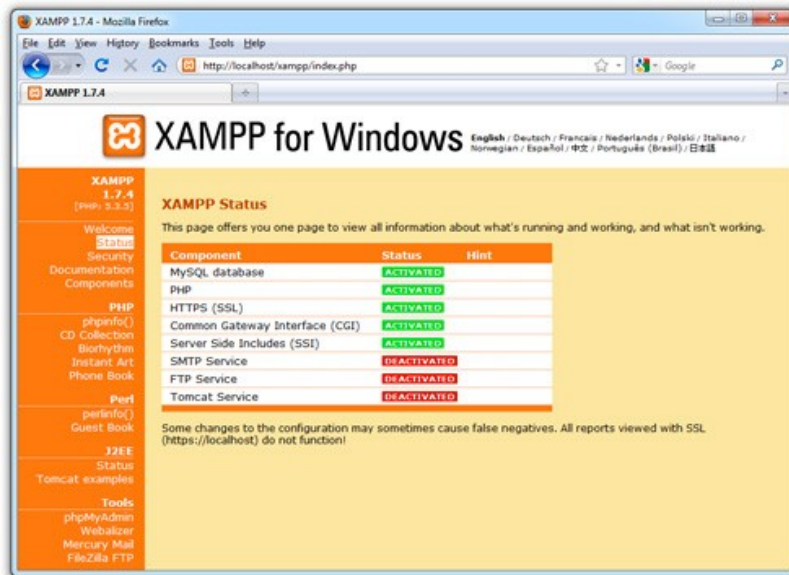 XAMPP 1.7.4 - Mozilla Firefox
File Edit View History Bookmarks Tools Help
http://localhost/xampp/index.php
Google
XAMPP 1.7.4
XAMPP for Windows
English / Deutsch / Francais / Nederlands / Polski / Italiano /
Norwegian / Español / 中文 / Português (Brasil) / 日本語
XAMPP
1.7.4
[PHP: 5.3.5]
Welcome
Status
Security
Documentation
Components
PHP
phpinfo()
CD Collection
Biorhythm
Instant Art
Phone Book
Perl
perlinfo()
Guest Book
J2EE
Status
Tomcat examples
Tools
phpMyAdmin
Webalizer
Mercury Mail
FileZilla FTP
XAMPP Status
This page offers you one page to view all information about what's running and working, and what isn't working.
Component Status Hint
MySQL database ACTIVATED
PHP ACTIVATED
HTTPS (SSL) ACTIVATED
Common Gateway Interface (CGI) ACTIVATED
Server Side Includes (SSI) ACTIVATED
SMTP Service DEACTIVATED
FTP Service DEACTIVATED
Tomcat Service DEACTIVATED
Some changes to the configuration may sometimes cause false negatives. All reports viewed with SSL
(https://localhost) do not function!